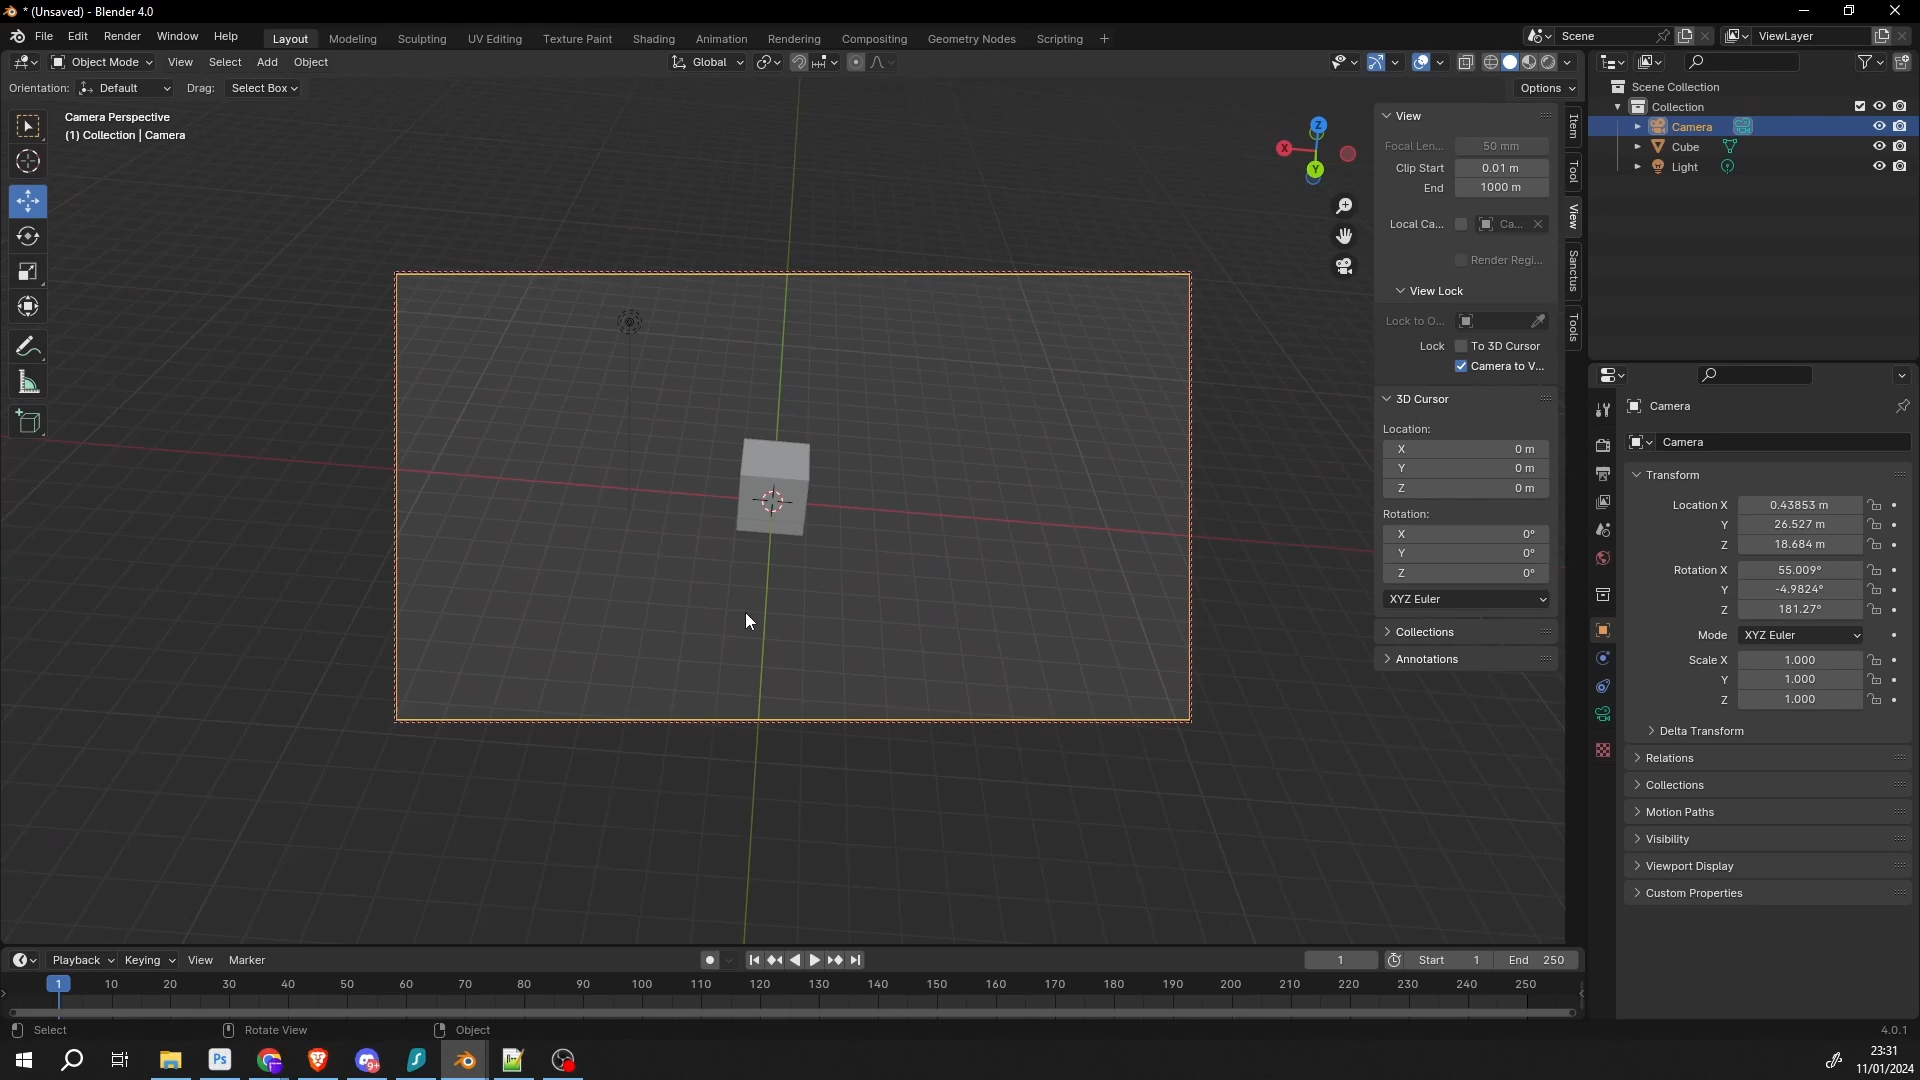 * (Unsaved) - Blender 4.0
File Edit Render Window Help
Layout Modeling Sculpting UV Editing Texture Paint Shading Animation Rendering Compositing Geometry Nodes Scripting +
Scene
ViewLayer
Object Mode View Select Add Object
Global
Orientation: Default Drag: Select Box
Options
Camera Perspective
(1) Collection | Camera
X
Y
Z
View
Focal Len... 50 mm
Clip Start 0.01 m
End 1000 m
Local Ca... Ca...
Render Regi...
View Lock
Lock to O...
Lock To 3D Cursor
Camera to V...
3D Cursor
Location:
X 0 m
Y 0 m
Z 0 m
Rotation:
X 0°
Y 0°
Z 0°
XYZ Euler
Collections
Annotations
Item
Tool
View
Sanctus
Tools
Scene Collection
Collection
Camera
Cube
Light
Camera
Camera
Transform
Location X 0.43853 m
Y 26.527 m
Z 18.684 m
Rotation X 55.009°
Y -4.9824°
Z 181.27°
Mode XYZ Euler
Scale X 1.000
Y 1.000
Z 1.000
Delta Transform
Relations
Collections
Motion Paths
Visibility
Viewport Display
Custom Properties
Playback Keying View Marker
1 Start 1 End 250
1 10 20 30 40 50 60 70 80 90 100 110 120 130 140 150 160 170 180 190 200 210 220 230 240 250
Select Rotate View Object
4.0.1
Ps
9+
23:31
11/01/2024